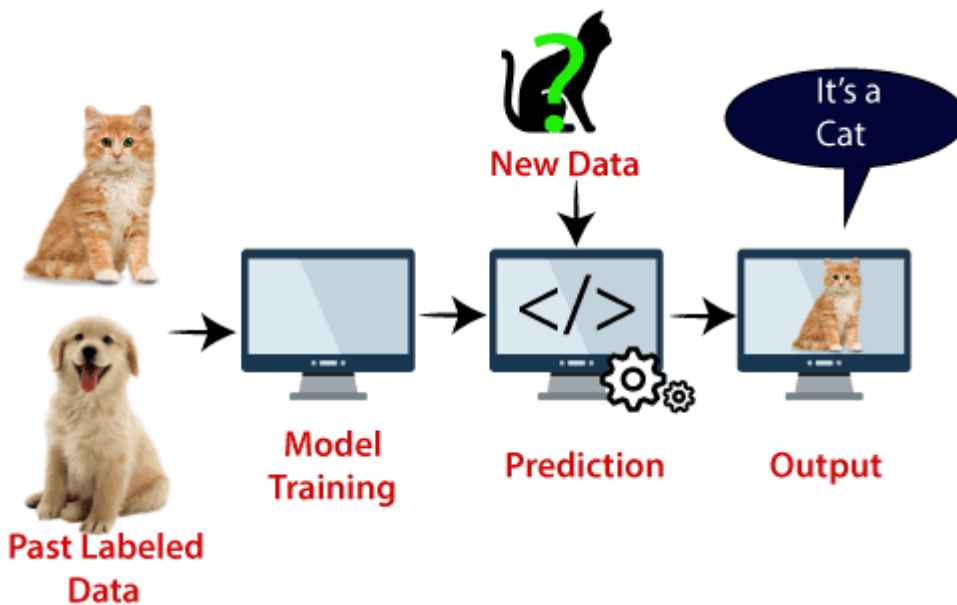 It's a
Cat
?
New Data
</>
Model
Training
Prediction
Output
Past Labeled
Data